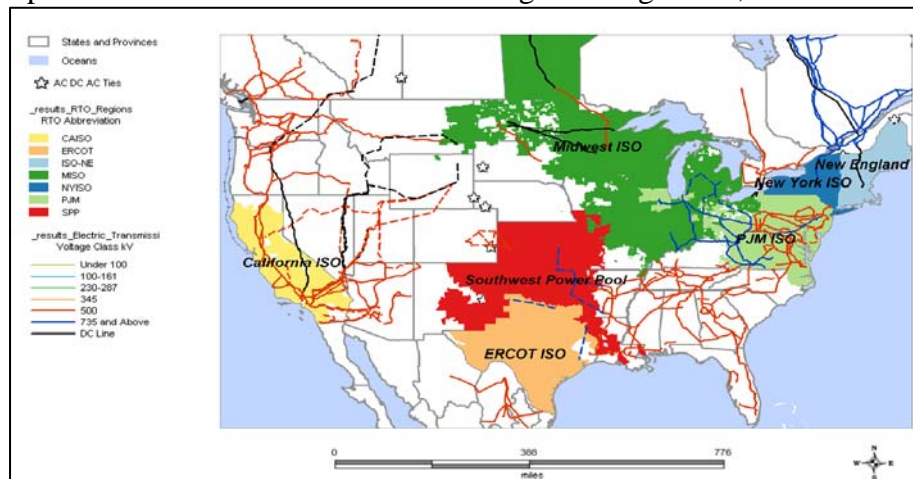 States and Provinces
Oceans
AC DC AC Ties
_results_RTO_Regions
RTO Abbreviation
CAISO
ERCOT
ISO-NE
MISO
NYISO
PJM
SPP
_results_Electric_Transmissi
Voltage Class kV
Under 100
100-161
230-287
345
500
735 and Above
DC Line
Midwest ISO
New England
New York ISO
PJM ISO
California ISO
Southwest Power Pool
ERCOT ISO
0 388 776
miles
N
W E
S